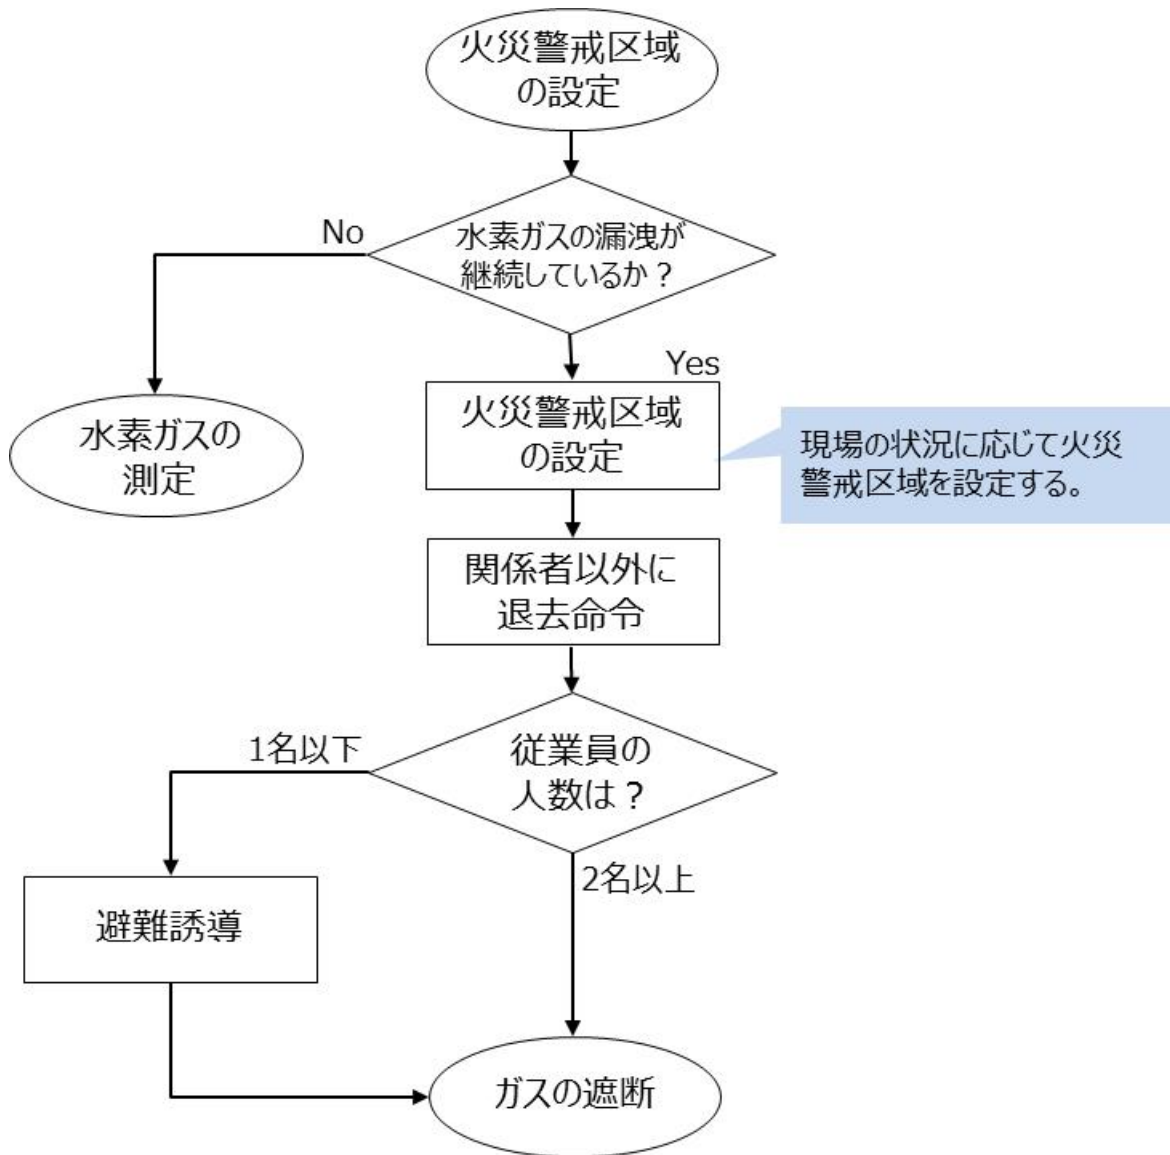 火災警戒区域
の設定
水素ガスの漏洩が
継続しているか？
No
Yes
水素ガスの
測定
火災警戒区域
の設定
現場の状況に応じて火災
警戒区域を設定する。
関係者以外に
退去命令
従業員の
人数は？
1名以下
2名以上
避難誘導
ガスの遮断